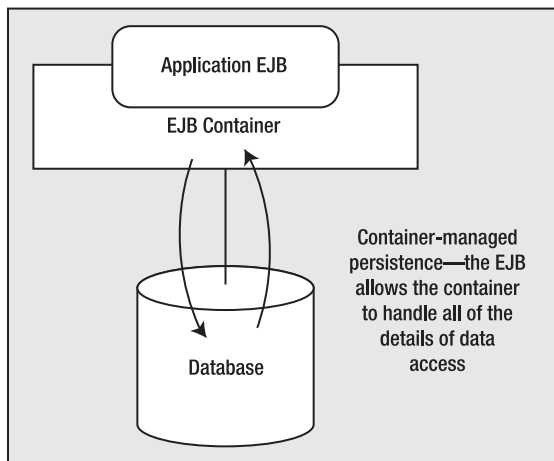 Application EJB
EJB Container
Container-managed
persistence—the EJB
allows the container
to handle all of the
details of data
access
Database